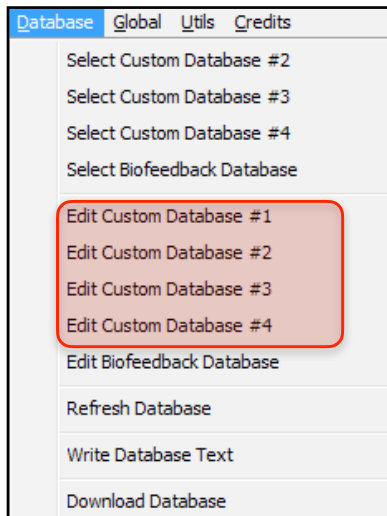 Database Global Utils Credits
Select Custom Database #2
Select Custom Database #3
Select Custom Database #4
Select Biofeedback Database
Edit Custom Database #1
Edit Custom Database #2
Edit Custom Database #3
Edit Custom Database #4
Edit Biofeedback Database
Refresh Database
Write Database Text
Download Database